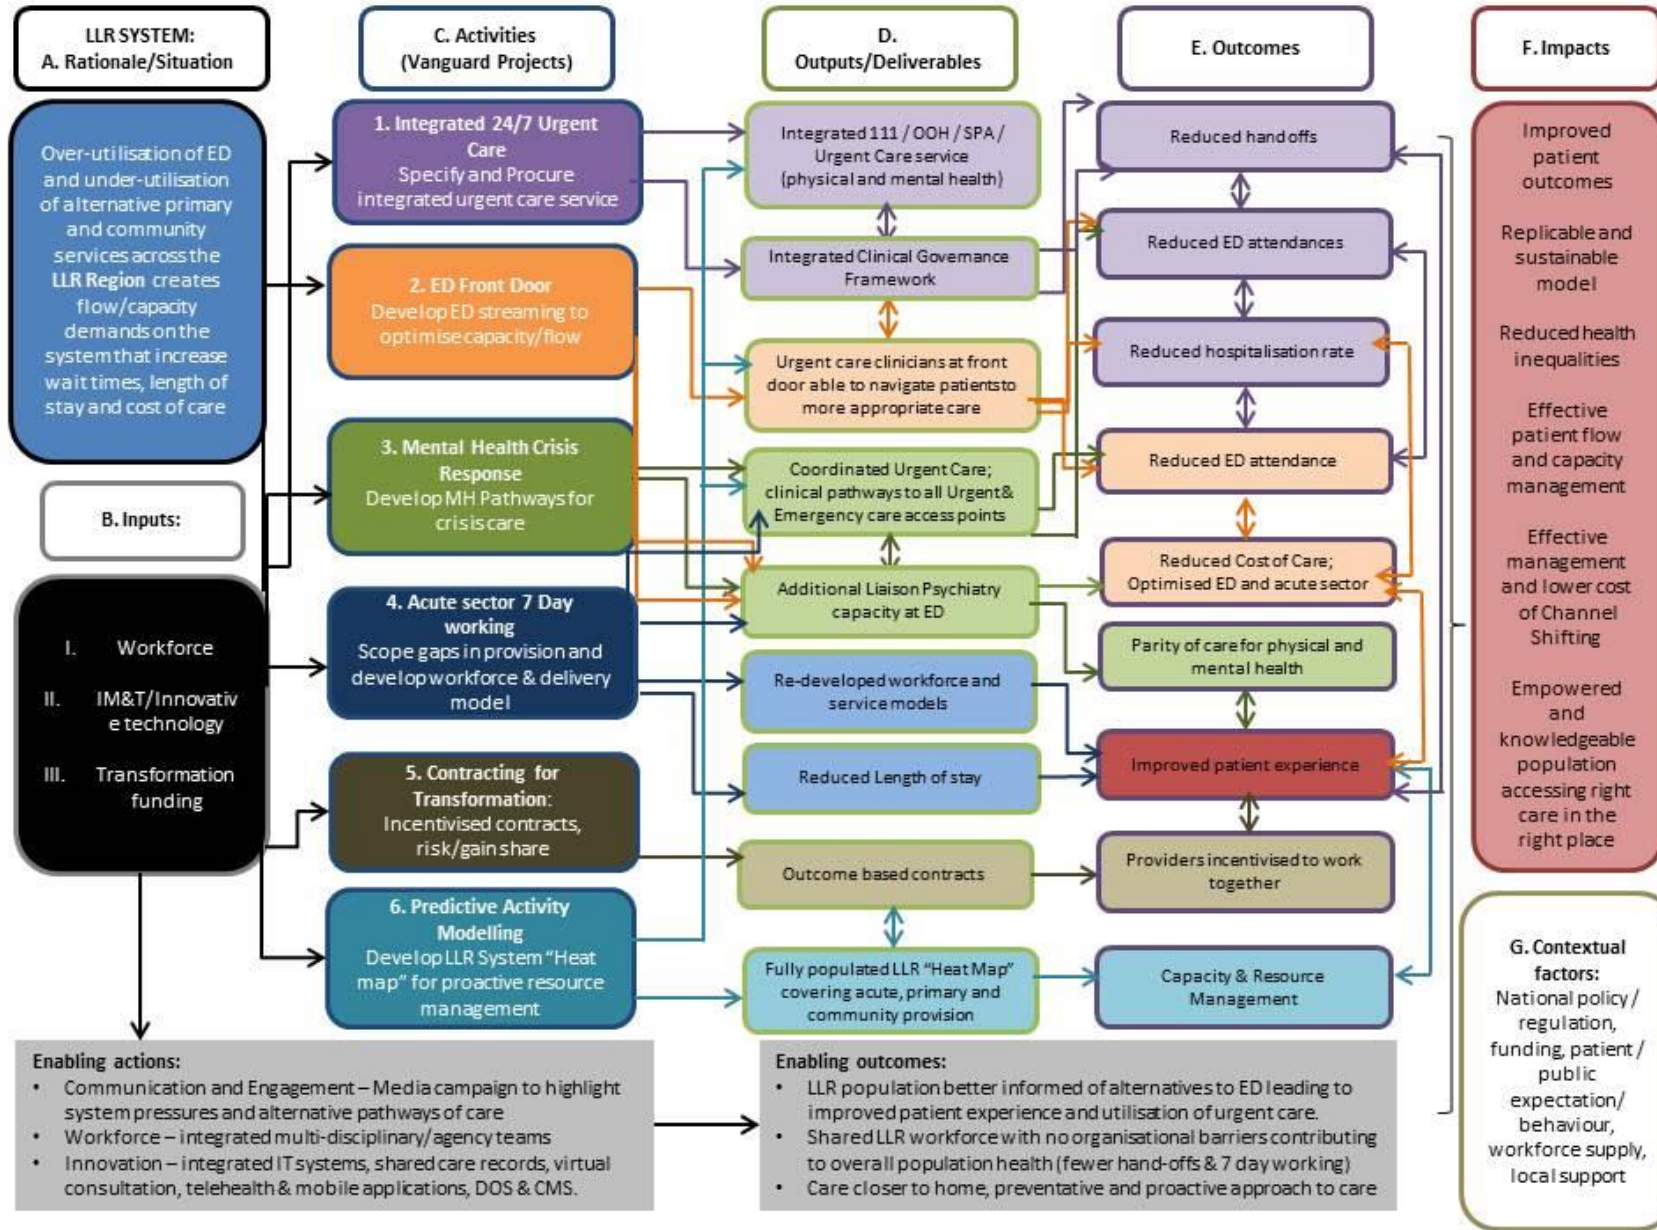 LLR SYSTEM:
A. Rationale/Situation
Over-utilisation of ED
and under-utilisation
of alternative primary
and community
services across the
LLR Region creates
flow/capacity
demands on the
system that increase
wait times, length of
stay and cost of care
B. Inputs:
I. Workforce
II. IM&T/Innovativ
e technology
III. Transformation
funding
C. Activities
(Vanguard Projects)
1. Integrated 24/7 Urgent
Care
Specify and Procure
integrated urgent care service
2. ED Front Door
Develop ED streaming to
optimise capacity/flow
3. Mental Health Crisis
Response
Develop MH Pathways for
crisis care
4. Acute sector 7 Day
working
Scope gaps in provision and
develop workforce & delivery
model
5. Contracting for
Transformation:
Incentivised contracts,
risk/gain share
6. Predictive Activity
Modelling
Develop LLR System “Heat
map” for proactive resource
management
D.
Outputs/Deliverables
Integrated 111 / OOH / SPA /
Urgent Care service
(physical and mental health)
Integrated Clinical Governance
Framework
Urgent care clinicians at front
door able to navigate patients to
more appropriate care
Coordinated Urgent Care;
clinical pathways to all Urgent &
Emergency care access points
Additional Liaison Psychiatry
capacity at ED
Re-developed workforce and
service models
Reduced Length of stay
Outcome based contracts
Fully populated LLR “Heat Map”
covering acute, primary and
community provision
E. Outcomes
Reduced hand offs
Reduced ED attendances
Reduced hospitalisation rate
Reduced ED attendance
Reduced Cost of Care;
Optimised ED and acute sector
Parity of care for physical and
mental health
Improved patient experience
Providers incentivised to work
together
Capacity & Resource
Management
F. Impacts
Improved
patient
outcomes
Replicable and
sustainable
model
Reduced health
inequalities
Effective
patient flow
and capacity
management
Effective
management
and lower cost
of Channel
Shifting
Empowered
and
knowledgeable
population
accessing right
care in the
right place
G. Contextual
factors:
National policy /
regulation,
funding, patient /
public
expectation/
behaviour,
workforce supply,
local support
Enabling actions:
• Communication and Engagement – Media campaign to highlight
system pressures and alternative pathways of care
• Workforce – integrated multi-disciplinary/agency teams
• Innovation – integrated IT systems, shared care records, virtual
consultation, telehealth & mobile applications, DOS & CMS.
Enabling outcomes:
• LLR population better informed of alternatives to ED leading to
improved patient experience and utilisation of urgent care.
• Shared LLR workforce with no organisational barriers contributing
to overall population health (fewer hand-offs & 7 day working)
• Care closer to home, preventative and proactive approach to care